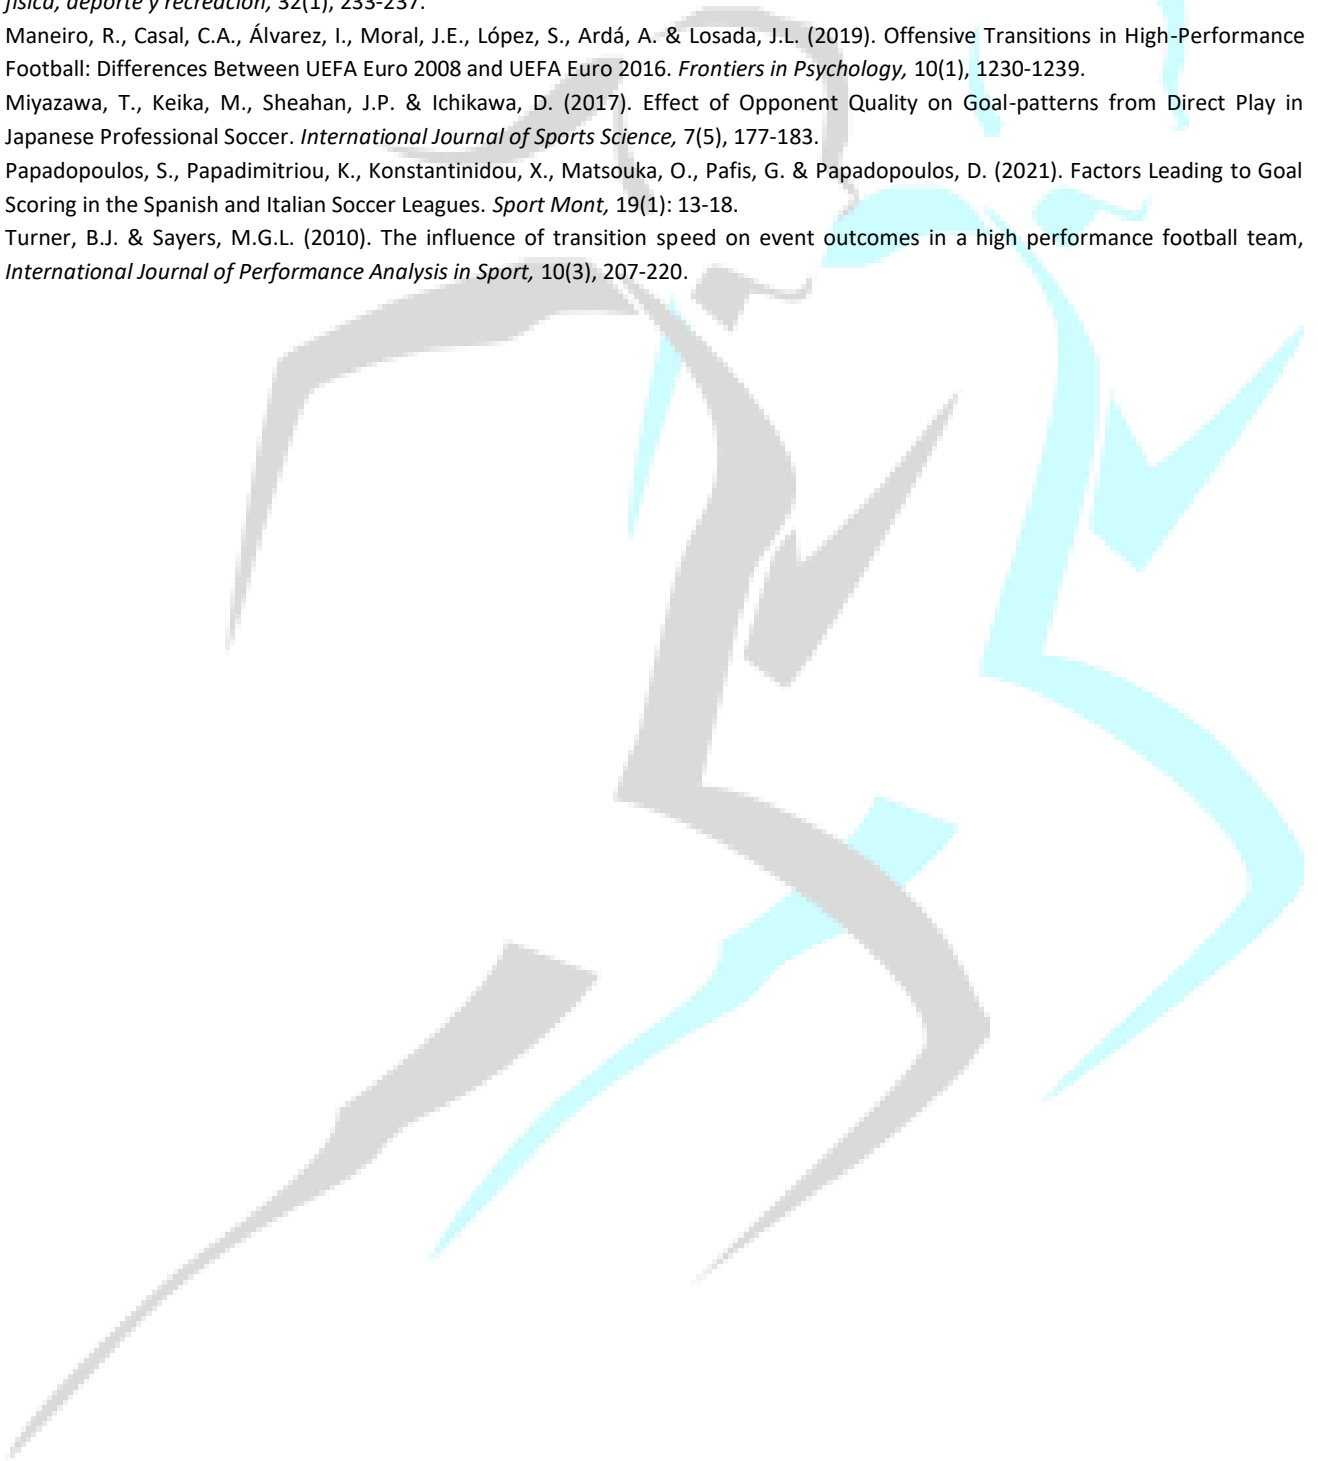 física, deporte y recreación, 32(1), 233-237.
Maneiro, R., Casal, C.A., Álvarez, I., Moral, J.E., López, S., Ardá, A. & Losada, J.L. (2019). Offensive Transitions in High-Performance
Football: Differences Between UEFA Euro 2008 and UEFA Euro 2016. Frontiers in Psychology, 10(1), 1230-1239.
Miyazawa, T., Keika, M., Sheahan, J.P. & Ichikawa, D. (2017). Effect of Opponent Quality on Goal-patterns from Direct Play in
Japanese Professional Soccer. International Journal of Sports Science, 7(5), 177-183.
Papadopoulos, S., Papadimitriou, K., Konstantinidou, X., Matsouka, O., Pafis, G. & Papadopoulos, D. (2021). Factors Leading to Goal
Scoring in the Spanish and Italian Soccer Leagues. Sport Mont, 19(1): 13-18.
Turner, B.J. & Sayers, M.G.L. (2010). The influence of transition speed on event outcomes in a high performance football team,
International Journal of Performance Analysis in Sport, 10(3), 207-220.